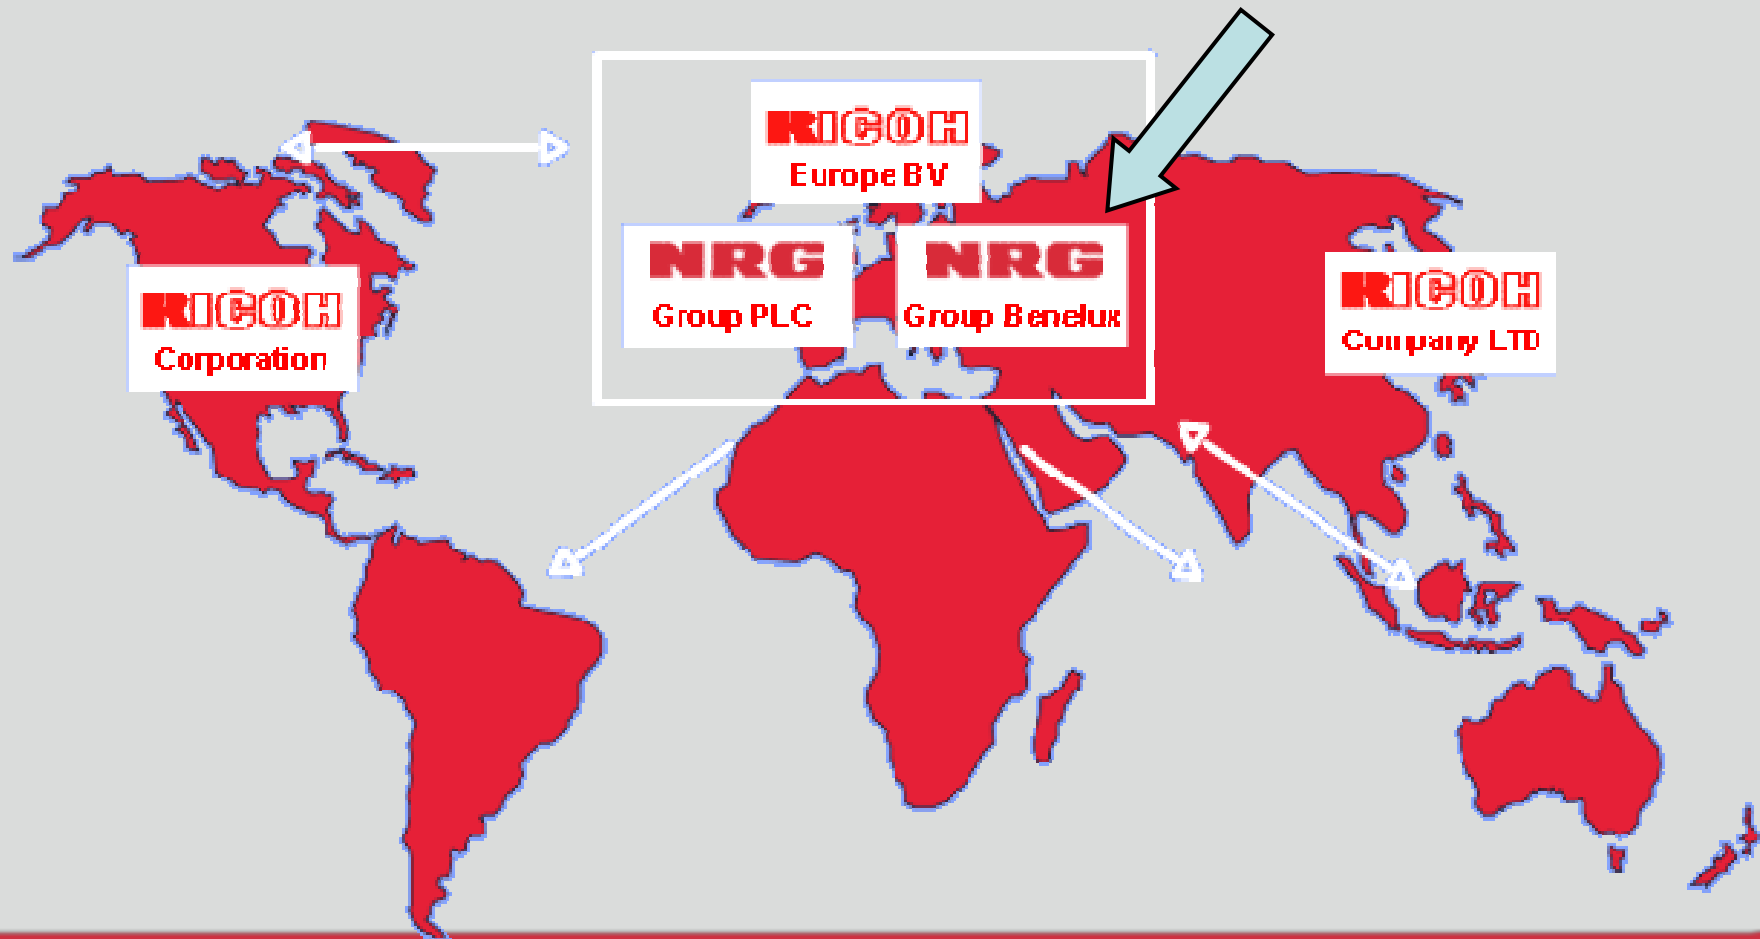 RICOH
Europe BV
NRG
Group PLC
NRG
Group Benelux
RICOH
Corporation
RICOH
Company LTD